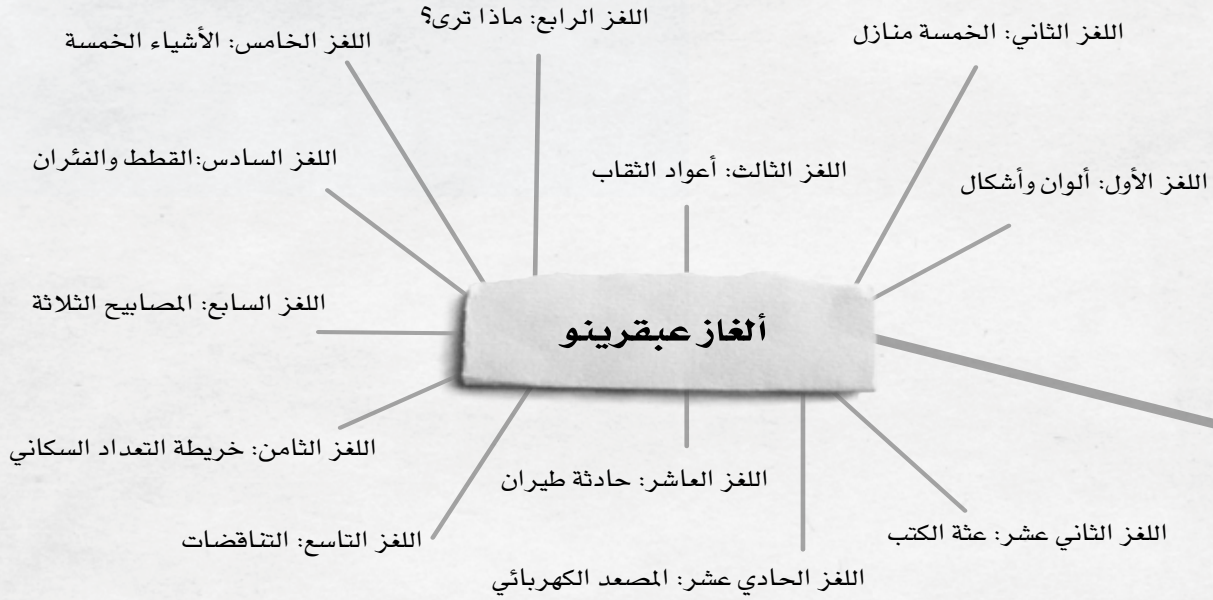 اللغز الرابع: ماذا ترى؟
اللغز الثاني: الخمسة منازل
اللغز الخامس: الأشياء الخمسة
اللغز السادس:القطط والفئران
اللغز الثالث: أعواد الثقاب
اللغز الأول: ألوان وأشكال
اللغز السابع: المصابيح الثلاثة
ألغاز عبقرينو
اللغز الثامن: خريطة التعداد السكاني
اللغز العاشر: حادثة طيران
اللغز الثاني عشر: عثة الكتب
اللغز التاسع: التناقضات
اللغز الحادي عشر: المصعد الكهربائي